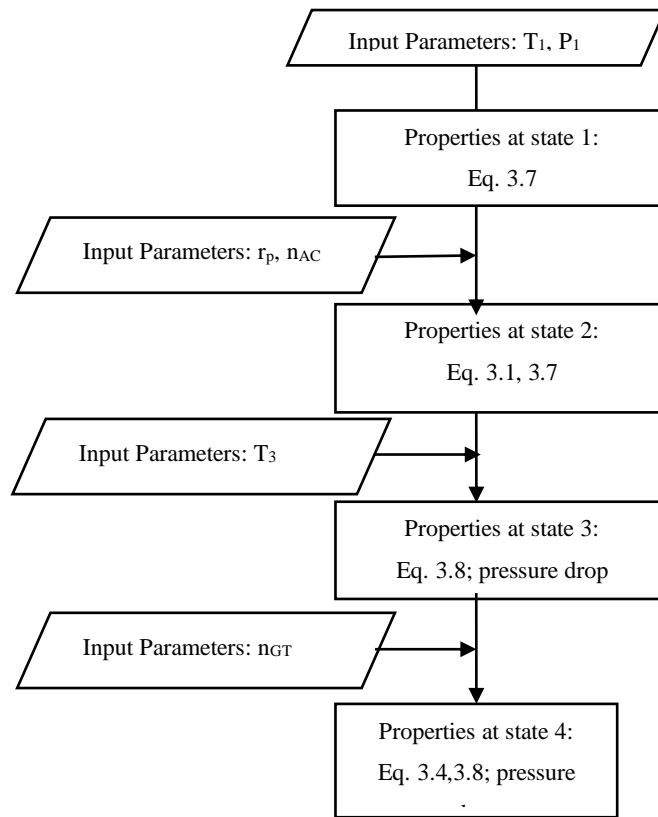 Input Parameters: T1, P1
Properties at state 1:
Eq. 3.7
Input Parameters: rp, nAC
Properties at state 2:
Eq. 3.1, 3.7
Input Parameters: T3
Properties at state 3:
Eq. 3.8; pressure drop
Input Parameters: nGT
Properties at state 4:
Eq. 3.4,3.8; pressure